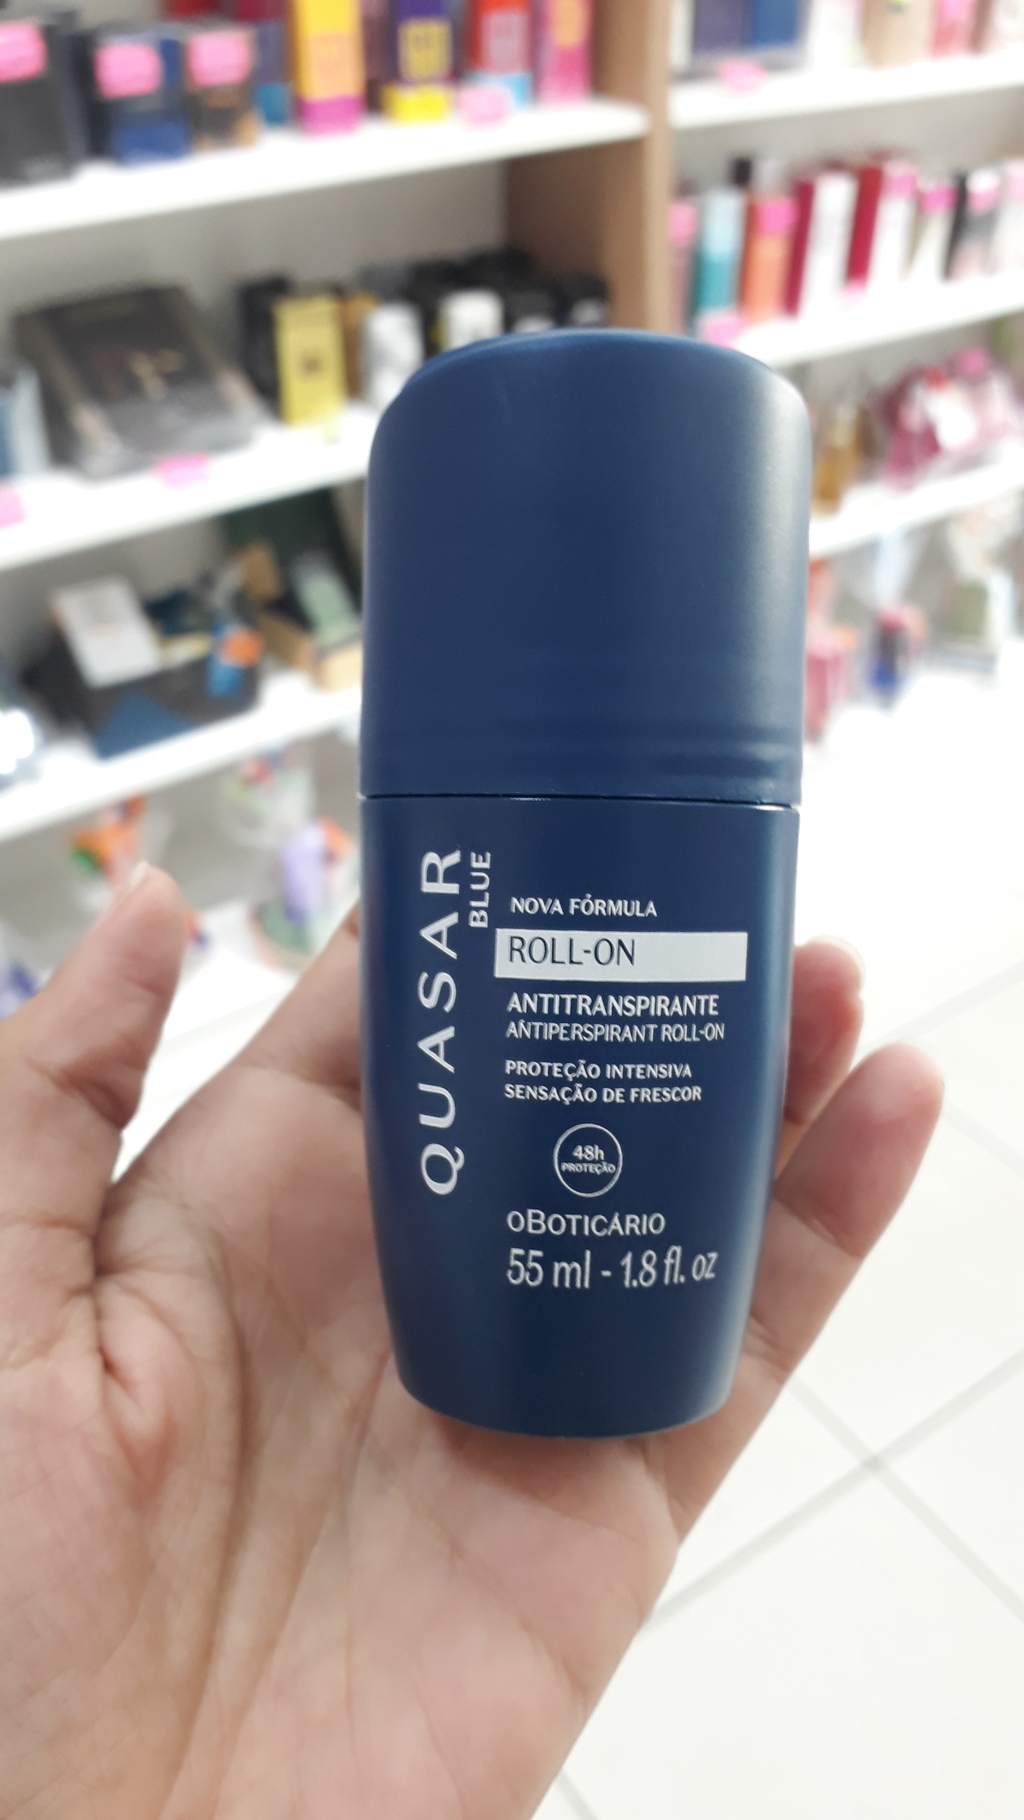 QUASAR
BLUE
NOVA FÓRMULA
ROLL-ON
ANTITRANSPIRANTE
ANTIPERSPIRANT ROLL-ON
PROTEÇÃO INTENSIVA
SENSAÇÃO DE FRESCOR
48h
PROTEÇÃO
OBOTICÁRIO
55 ml - 1.8 fl. oz